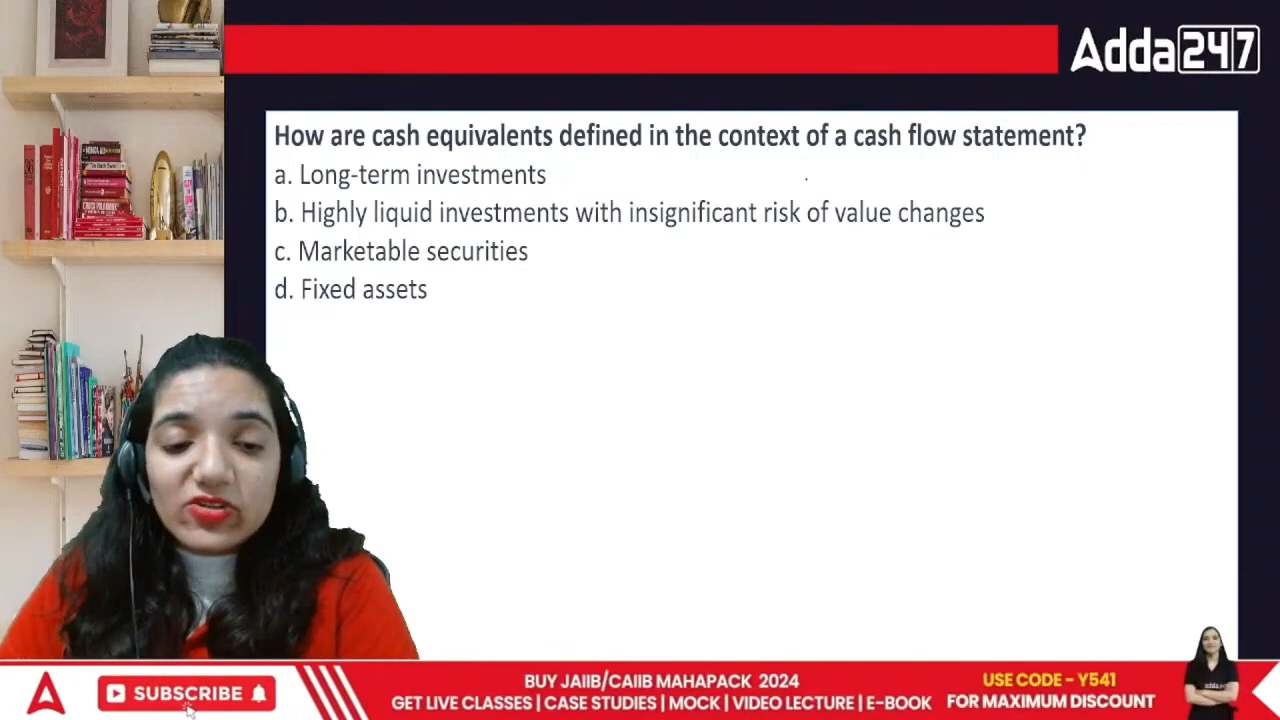 Adda247
How are cash equivalents defined in the context of a cash flow statement?
a. Long-term investments
b. Highly liquid investments with insignificant risk of value changes
c. Marketable securities
d. Fixed assets
SUBSCRIBE
BUY JAIIB/CAIIB MAHAPACK 2024
GET LIVE CLASSES | CASE STUDIES | MOCK | VIDEO LECTURE | E-BOOK
USE CODE - Y541
FOR MAXIMUM DISCOUNT